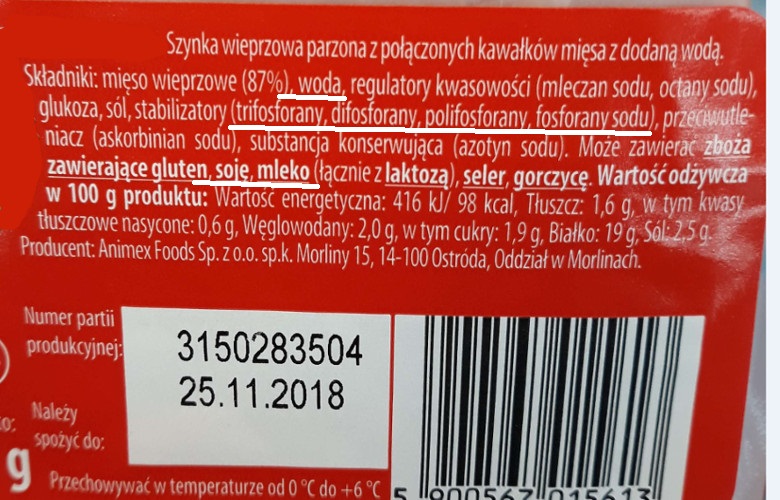 Szynka wieprzowa parzona z połączonych kawałków mięsa z dodaną wodą.
Składniki: mięso wieprzowe (87%), woda, regulatory kwasowości (mleczan sodu, octany sodu),
glukoza, sól, stabilizatory (trifosforany, difosforany, polifosforany, fosforany sodu), przeciwutle-
niacz (askorbinian sodu), substancja konserwująca (azotyn sodu). Może zawierać zboża
zawierające gluten, soję, mleko (łącznie z laktozą), seler, gorczycę. Wartość odżywcza
w 100 g produktu: Wartość energetyczna: 416 kJ/ 98 kcal, Tłuszcz: 1,6 g, w tym kwasy
tłuszczowe nasycone: 0,6 g, Węglowodany: 2,0 g, w tym cukry: 1,9 g, Białko: 19 g, Sól: 2,5 g.
Producent: Animex Foods Sp. z o.o. sp.k. Morliny 15, 14-100 Ostróda, Oddział w Morlinach.
Numer partii
produkcyjnej:
3150283504
25.11.2018
Należy
spożyć do:
g
Przechowywać w temperaturze od 0 °C do +6 °C
5 900567 015613